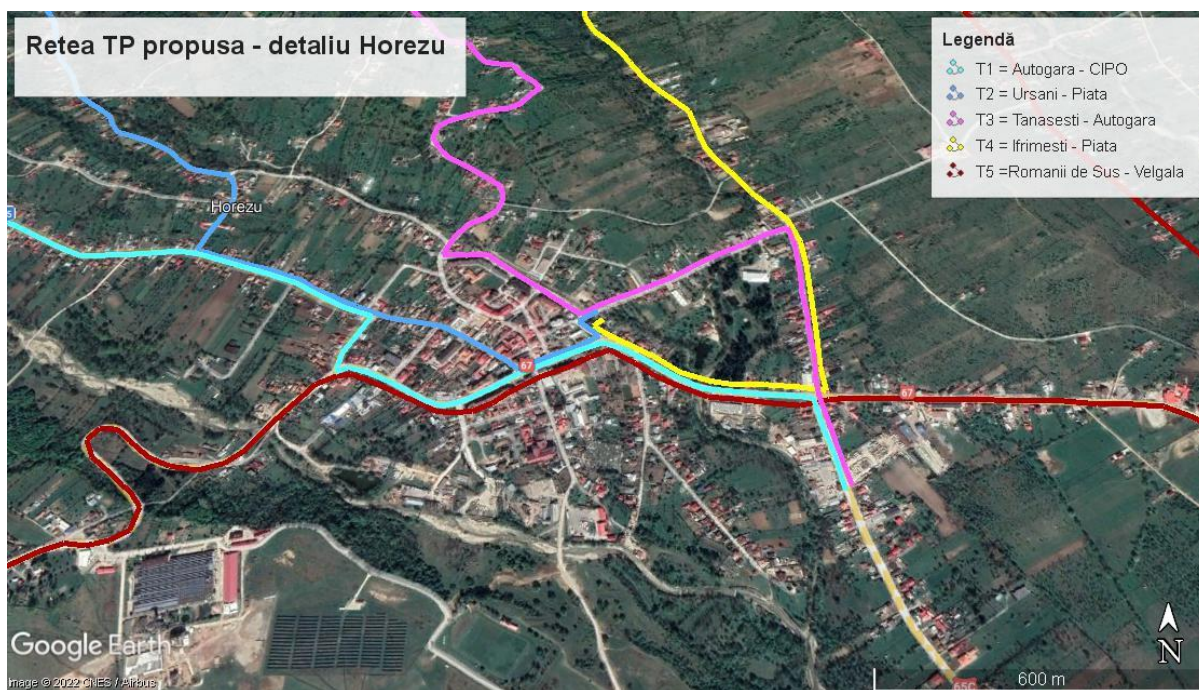 Retea TP propusa - detaliu Horezu
Legendă
T1 = Autogara - CIPO
T2 = Ursani - Piata
T3 = Tanasesti - Autogara
T4 = Ifrimesti - Piata
T5 =Romanii de Sus - Velgala
Horezu
67
67
65C
Google Earth
Image © 2022 CNES / Airbus
600 m
N